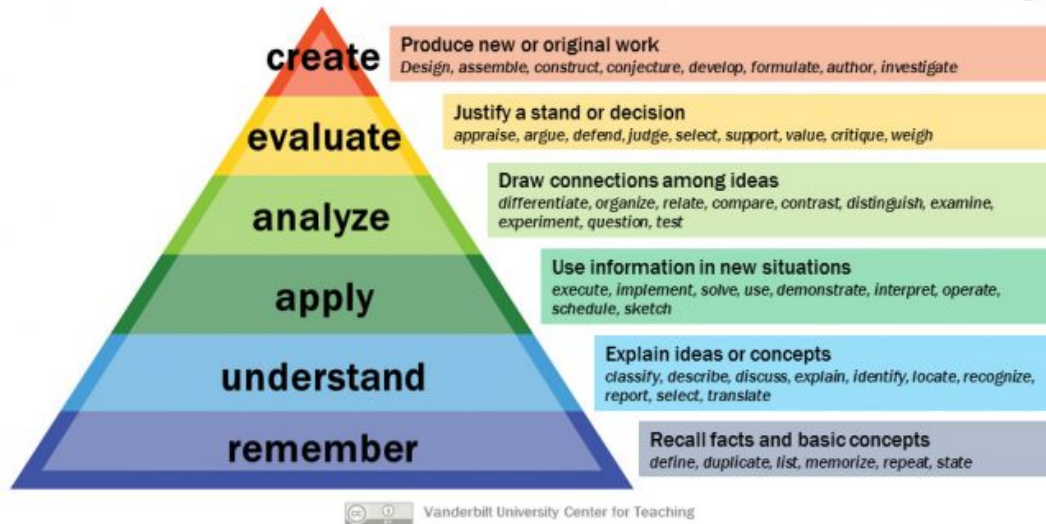 create
Produce new or original work
Design, assemble, construct, conjecture, develop, formulate, author, investigate
evaluate
Justify a stand or decision
appraise, argue, defend, judge, select, support, value, critique, weigh
analyze
Draw connections among ideas
differentiate, organize, relate, compare, contrast, distinguish, examine,
experiment, question, test
apply
Use information in new situations
execute, implement, solve, use, demonstrate, interpret, operate,
schedule, sketch
understand
Explain ideas or concepts
classify, describe, discuss, explain, identify, locate, recognize,
report, select, translate
remember
Recall facts and basic concepts
define, duplicate, list, memorize, repeat, state
cc
Vanderbilt University Center for Teaching